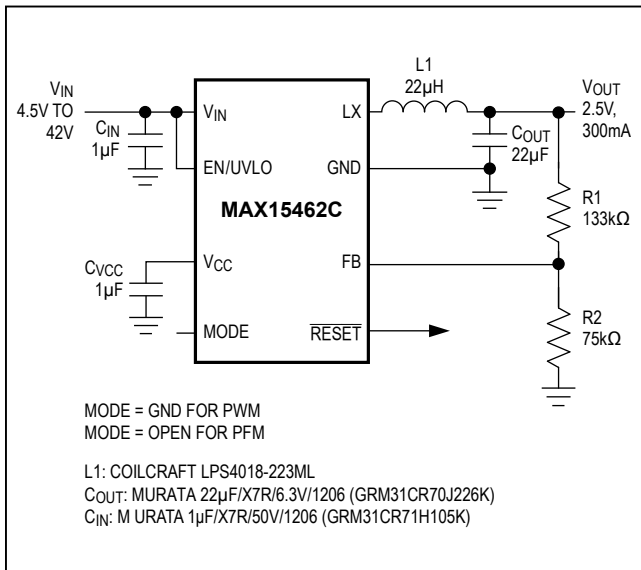 VIN
4.5V TO
42V
CIN
1µF
VIN
EN/UVLO
VCC
CVCC
1µF
MODE
MAX15462C
LX
GND
FB
RESET
L1
22µH
COUT
22µF
VOUT
2.5V,
300mA
R1
133kΩ
R2
75kΩ
MODE = GND FOR PWM
MODE = OPEN FOR PFM
L1: COILCRAFT LPS4018-223ML
COUT: MURATA 22µF/X7R/6.3V/1206 (GRM31CR70J226K)
CIN: M URATA 1µF/X7R/50V/1206 (GRM31CR71H105K)